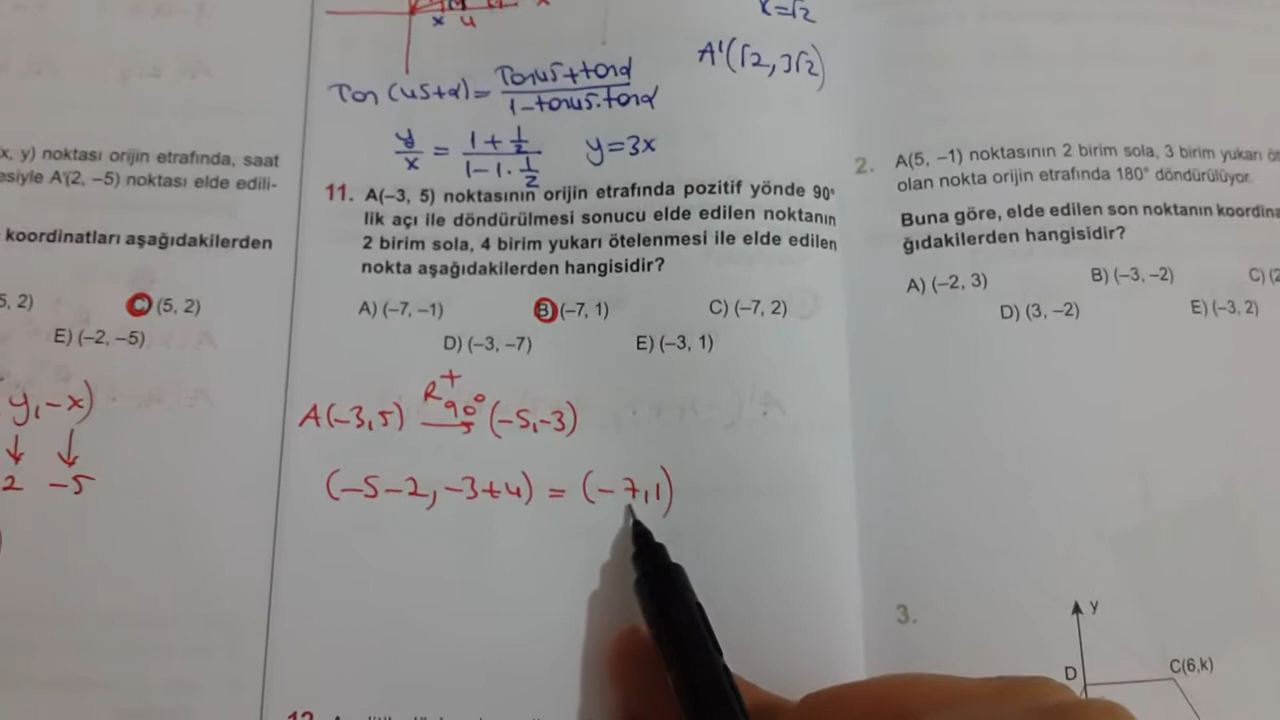 x y
x=√2
A'(√2, 3√2)
Tan(45+α)= Tan45+tanα / 1-tan45.tanα
y/x = 1+1/2 / 1-1.1/2 y=3x
x, y) noktası orijin etrafında, saat
esiyle A'(2, –5) noktası elde edili-
koordinatları aşağıdakilerden
5, 2) C) (5, 2)
E) (–2, –5)
y, -x)
↓ ↓
2 -5
11. A(–3, 5) noktasının orijin etrafında pozitif yönde 90°
lik açı ile döndürülmesi sonucu elde edilen noktanın
2 birim sola, 4 birim yukarı ötelenmesi ile elde edilen
nokta aşağıdakilerden hangisidir?
A) (–7, –1) B) (–7, 1) C) (–7, 2)
D) (–3, –7) E) (–3, 1)
A(-3,5) R+90° → (-5,-3)
(-5-2, -3+4) = (-7,1)
2. A(5, –1) noktasının 2 birim sola, 3 birim yukarı öt
olan nokta orijin etrafında 180° döndürülüyor.
Buna göre, elde edilen son noktanın koordina
ğıdakilerden hangisidir?
A) (–2, 3) B) (–3, –2) C) (2
D) (3, –2) E) (–3, 2)
3.
y
D C(6,k)
12.